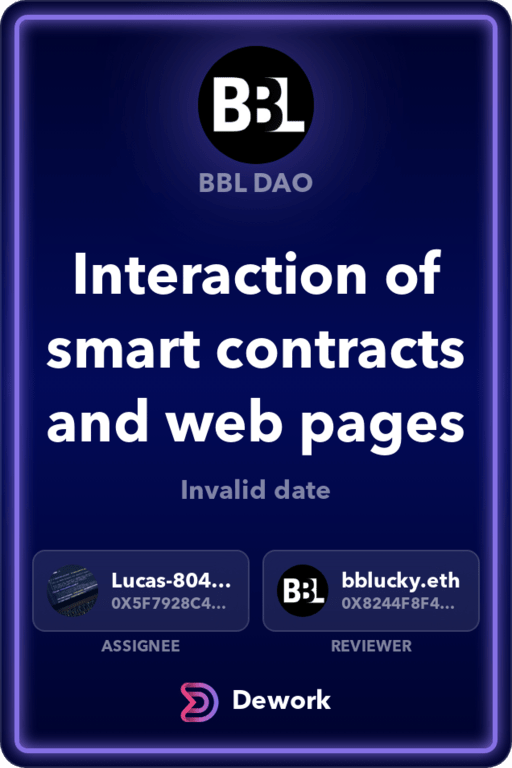 BBL
BBL DAO
Interaction of
smart contracts
and web pages
Invalid date
Lucas-804...
0X5F7928C4...
ASSIGNEE
BBL
bblucky.eth
0X8244F8F4...
REVIEWER
Dework